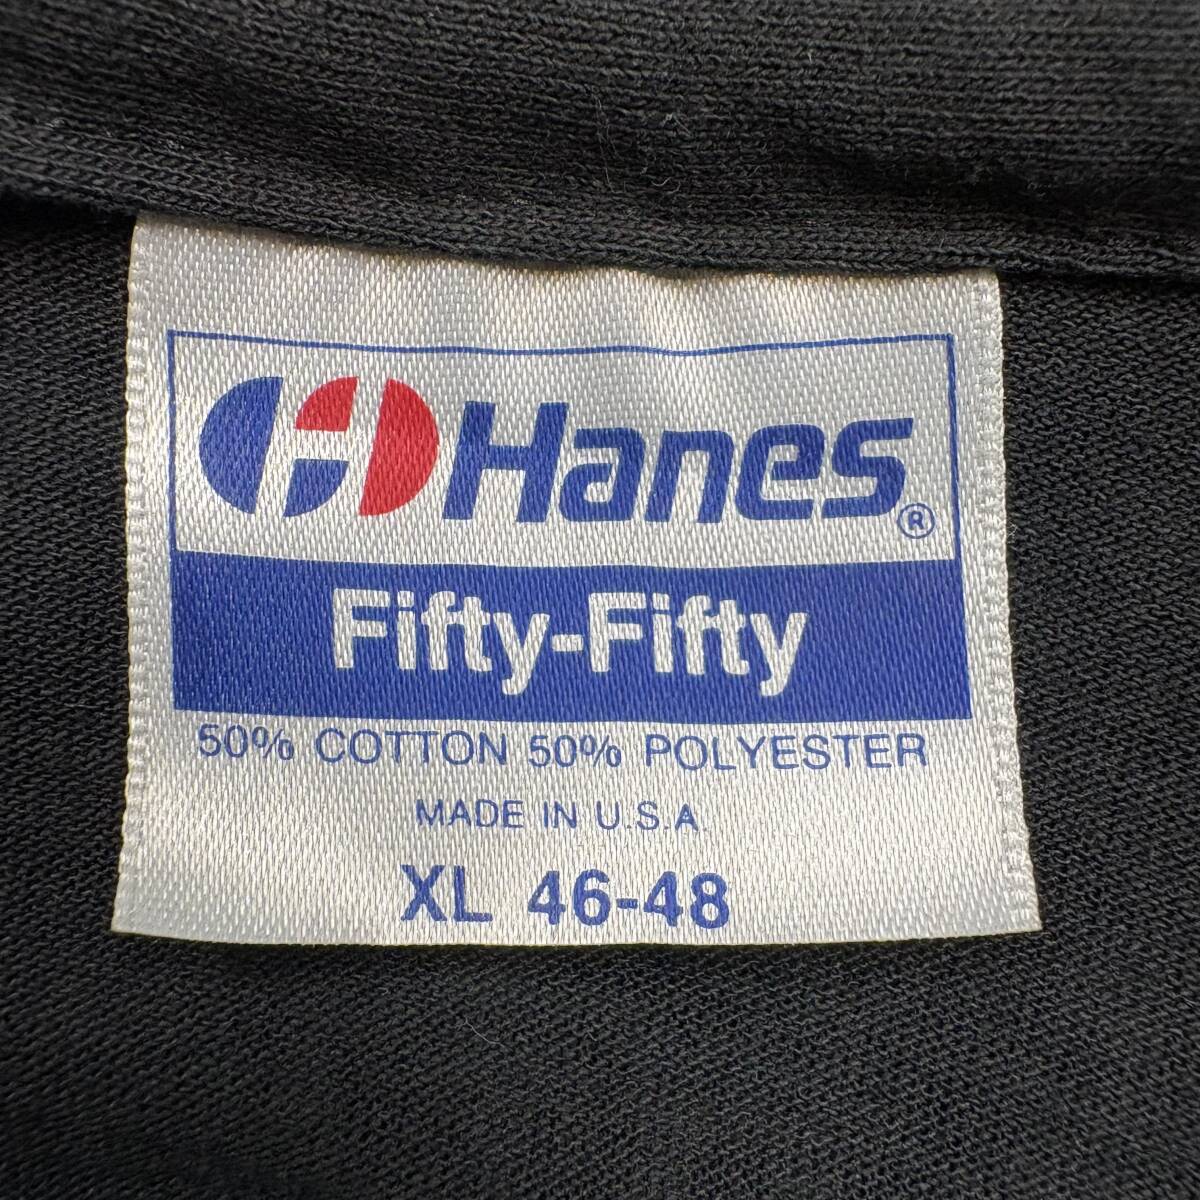 Hanes®
Fifty-Fifty
50% COTTON 50% POLYESTER
MADE IN U.S.A.
XL 46-48